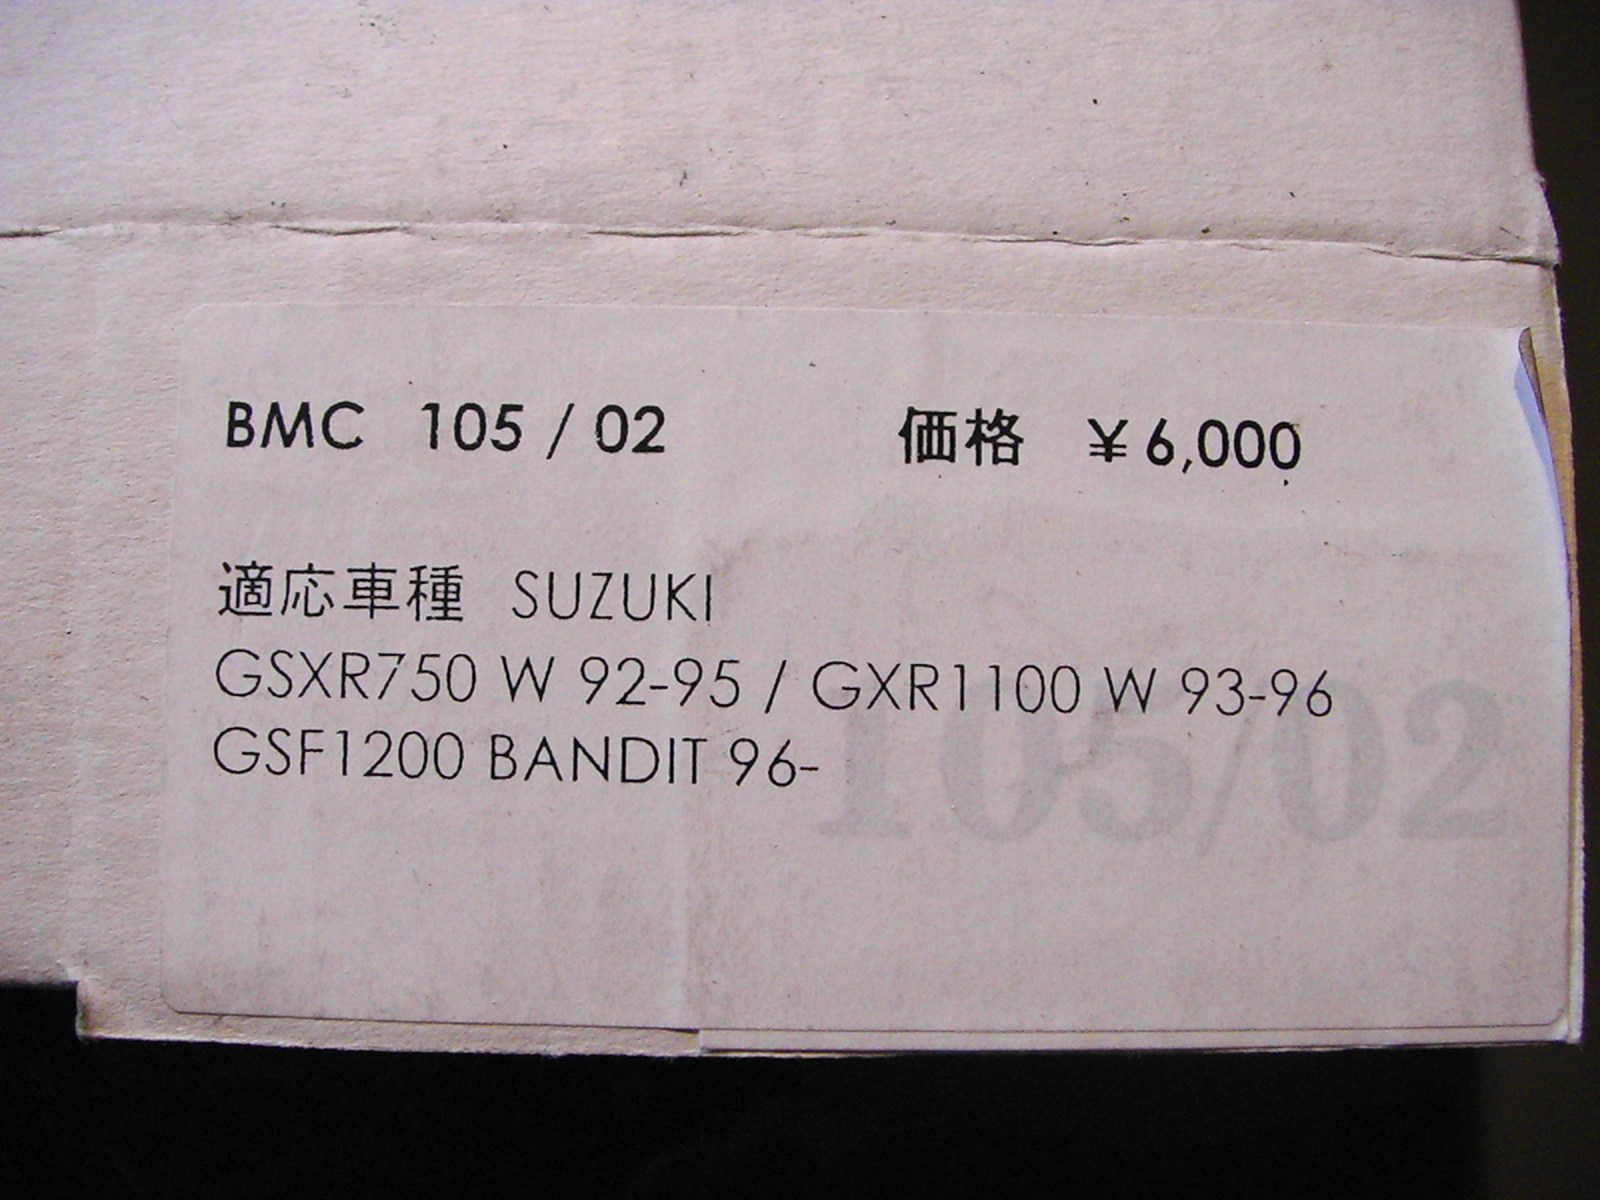 BMC 105 / 02 価格 ¥6,000
適応車種 SUZUKI
GSXR750 W 92-95 / GXR1100 W 93-96
GSF1200 BANDIT 96-
105/02